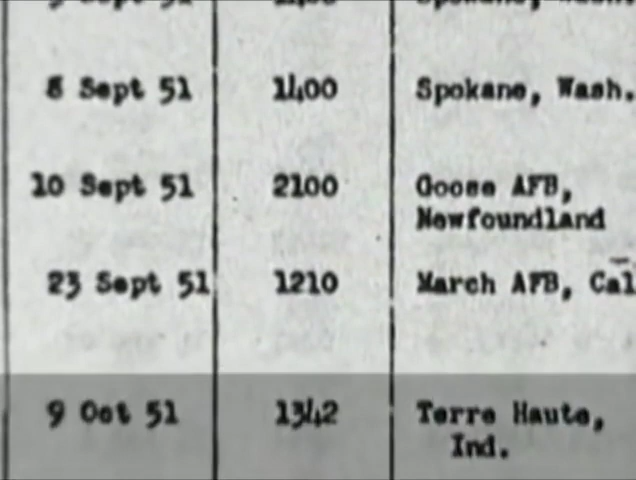 8 Sept 51 1400 Spokane, Wash.
10 Sept 51 2100 Goose AFB,
Newfoundland
23 Sept 51 1210 March AFB, Cal
9 Oct 51 1342 Terre Haute,
Ind.